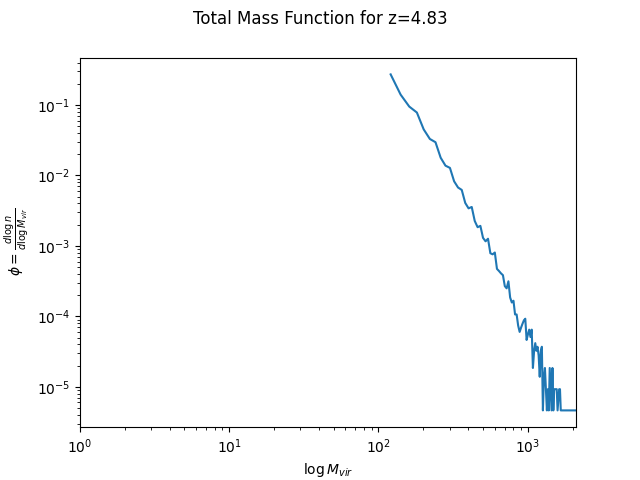 Total Mass Function for z=4.83
10⁻¹
10⁻²
10⁻³
10⁻⁴
10⁻⁵
ϕ = d log n / d log M_vir
10⁰ 10¹ 10² 10³
log M_vir